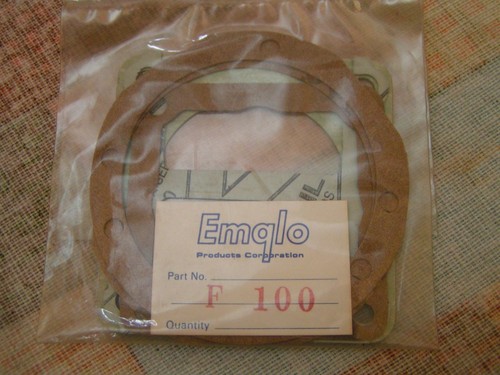 Emglo
Products Corporation
Part No.
F 100
Quantity